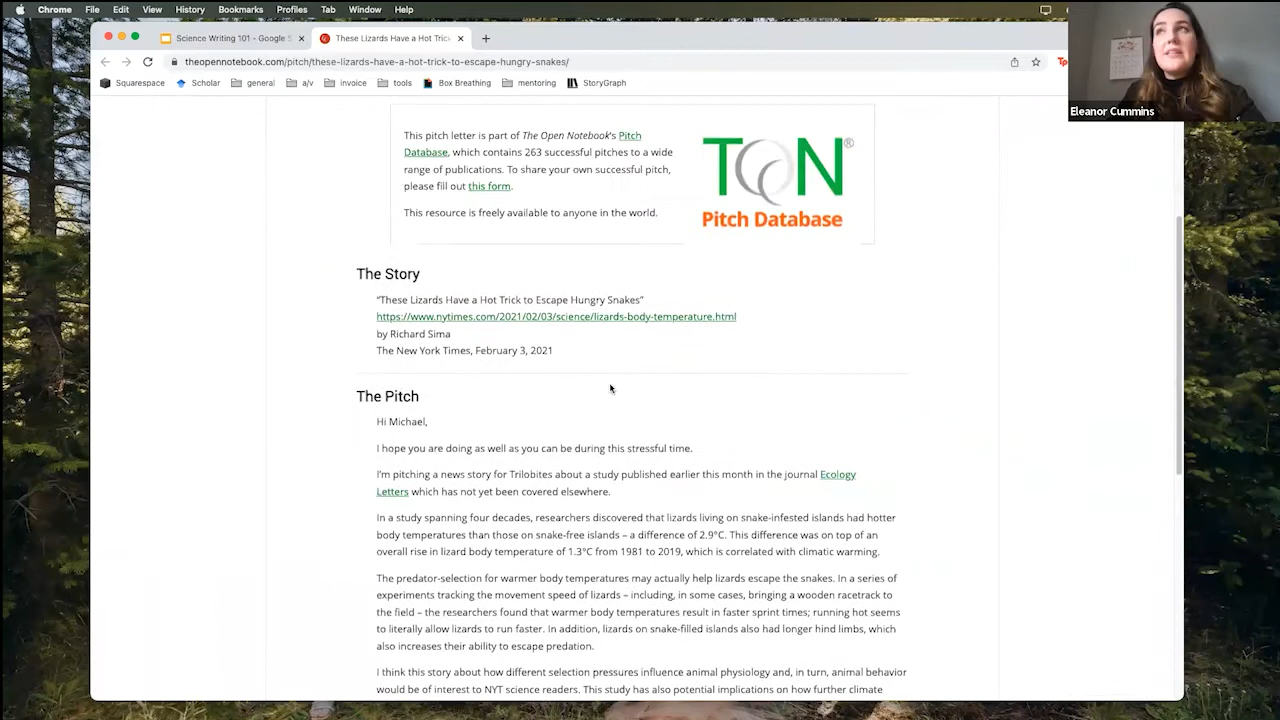 Chrome File Edit View History Bookmarks Profiles Tab Window Help
Science Writing 101 - Google S
These Lizards Have a Hot Trick
theopennotebook.com/pitch/these-lizards-have-a-hot-trick-to-escape-hungry-snakes/
Squarespace Scholar general a/v invoice tools Box Breathing mentoring StoryGraph
Eleanor Cummins
This pitch letter is part of The Open Notebook's Pitch
Database, which contains 263 successful pitches to a wide
range of publications. To share your own successful pitch,
please fill out this form.
This resource is freely available to anyone in the world.
TON®
Pitch Database
The Story
“These Lizards Have a Hot Trick to Escape Hungry Snakes”
https://www.nytimes.com/2021/02/03/science/lizards-body-temperature.html
by Richard Sima
The New York Times, February 3, 2021
The Pitch
Hi Michael,
I hope you are doing as well as you can be during this stressful time.
I'm pitching a news story for Trilobites about a study published earlier this month in the journal Ecology
Letters which has not yet been covered elsewhere.
In a study spanning four decades, researchers discovered that lizards living on snake-infested islands had hotter
body temperatures than those on snake-free islands – a difference of 2.9°C. This difference was on top of an
overall rise in lizard body temperature of 1.3°C from 1981 to 2019, which is correlated with climatic warming.
The predator-selection for warmer body temperatures may actually help lizards escape the snakes. In a series of
experiments tracking the movement speed of lizards – including, in some cases, bringing a wooden racetrack to
the field – the researchers found that warmer body temperatures result in faster sprint times; running hot seems
to literally allow lizards to run faster. In addition, lizards on snake-filled islands also had longer hind limbs, which
also increases their ability to escape predation.
I think this story about how different selection pressures influence animal physiology and, in turn, animal behavior
would be of interest to NYT science readers. This study has also potential implications on how further climate